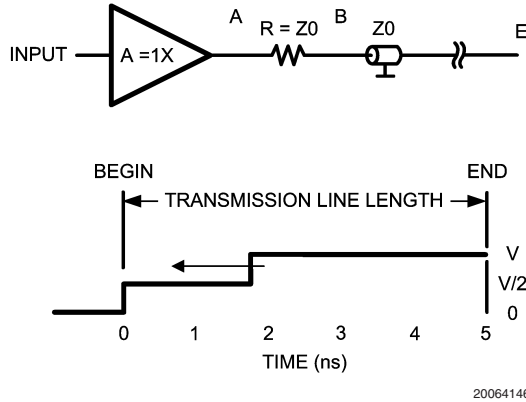 A R = Z0 B Z0 E
INPUT A =1X
BEGIN END
TRANSMISSION LINE LENGTH
V
V/2
0
0 1 2 3 4 5
TIME (ns)
20064146